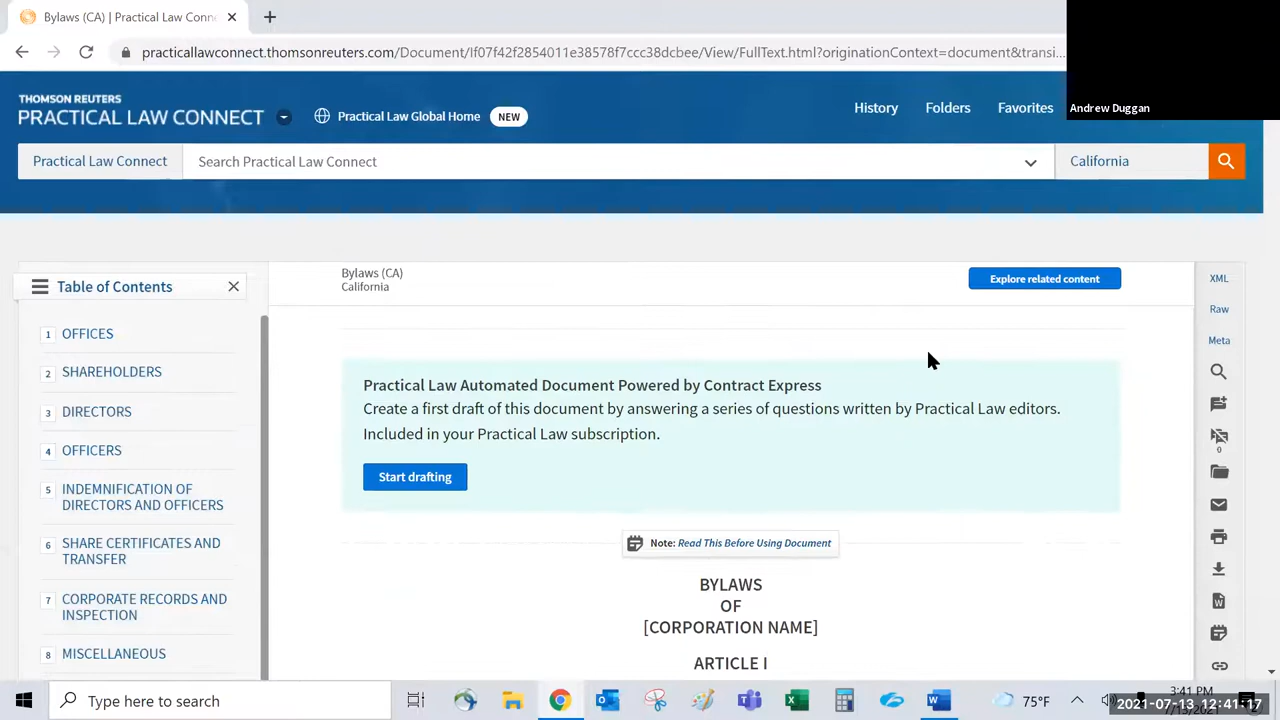 Bylaws (CA) | Practical Law Conn
practicallawconnect.thomsonreuters.com/Document/If07f42f2854011e38578f7ccc38dcbee/View/FullText.html?originationContext=document&transi...
Andrew Duggan
THOMSON REUTERS
PRACTICAL LAW CONNECT
Practical Law Global Home
NEW
History
Folders
Favorites
Practical Law Connect
Search Practical Law Connect
California
Table of Contents
1 OFFICES
2 SHAREHOLDERS
3 DIRECTORS
4 OFFICERS
5 INDEMNIFICATION OF
DIRECTORS AND OFFICERS
6 SHARE CERTIFICATES AND
TRANSFER
7 CORPORATE RECORDS AND
INSPECTION
8 MISCELLANEOUS
Bylaws (CA)
California
Explore related content
Practical Law Automated Document Powered by Contract Express
Create a first draft of this document by answering a series of questions written by Practical Law editors.
Included in your Practical Law subscription.
Start drafting
Note: Read This Before Using Document
BYLAWS
OF
[CORPORATION NAME]
ARTICLE I
XML
Raw
Meta
0
Type here to search
75°F
3:41 PM
2021-07-13 12:41:17